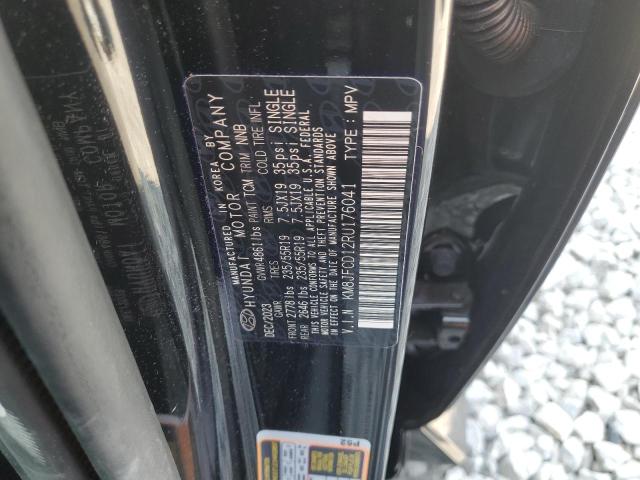 MANUFACTURED IN KOREA BY
HYUNDAI MOTOR COMPANY
DEC/2023 GVWR 4861 lbs PAINT TCM TRIM NNB
GAWR TIRES RIMS COLD TIRE INFL'
FRONT 2778 lbs 235/55R19 7.5JX19 35psi SINGLE
REAR 2646 lbs 235/55R19 7.5JX19 35psi SINGLE
THIS VEHICLE CONFORMS TO ALL APPLICABLE U.S.A. FEDERAL
MOTOR VEHICLE SAFETY AND BUMPER, AND THEFT PREVENTION STANDARDS
IN EFFECT ON THE DATE OF MANUFACTURE SHOWN ABOVE
V.I.N KM8JFCD12RU176041 TYPE : MPV
P52